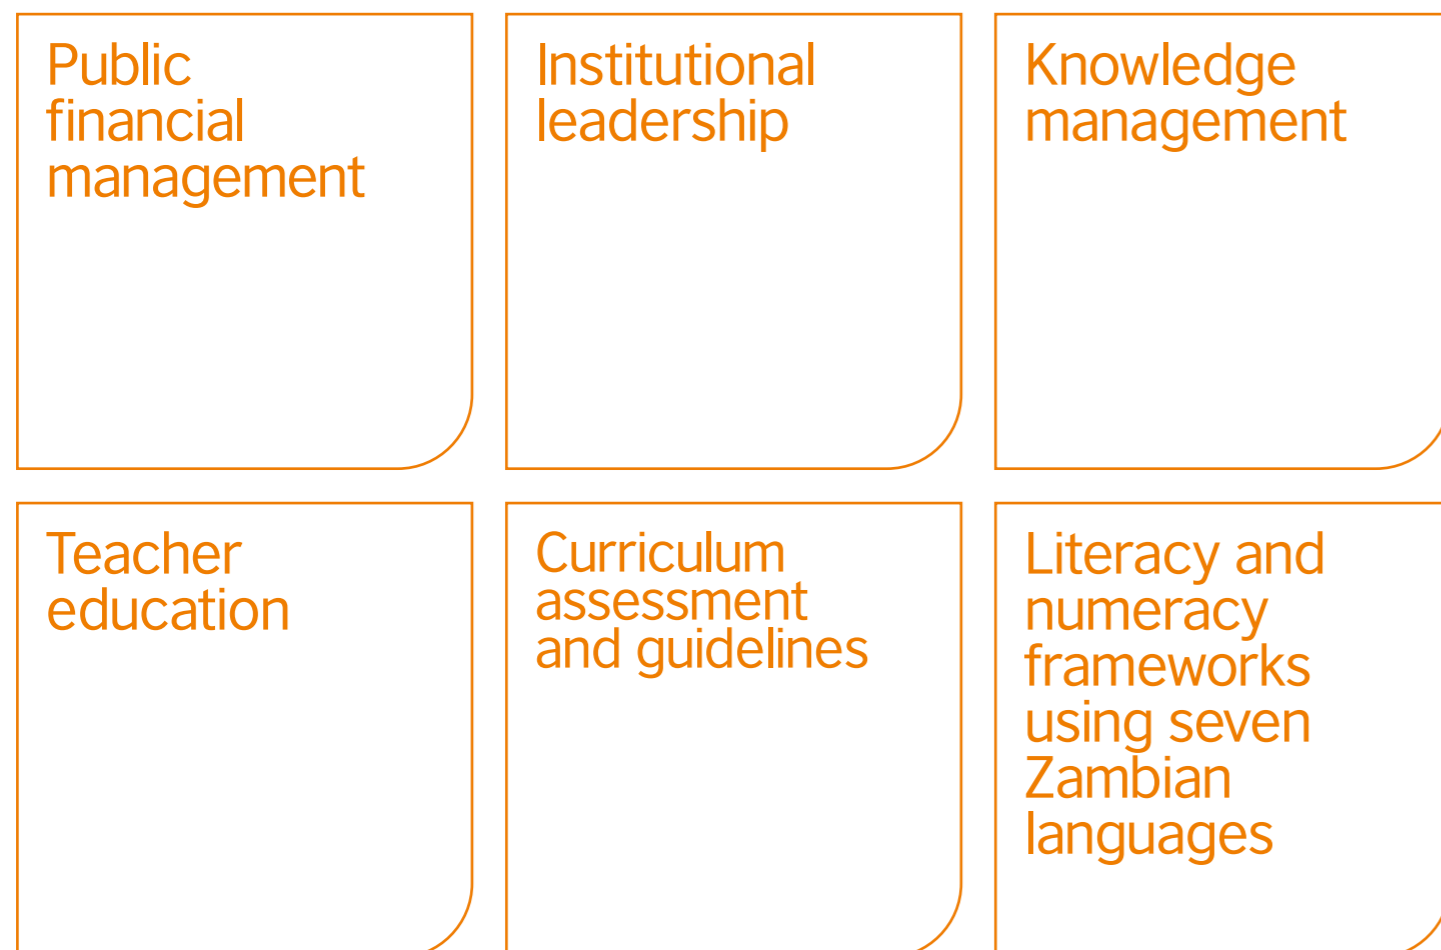 Public
financial
management
Institutional
leadership
Knowledge
management
Teacher
education
Curriculum
assessment
and guidelines
Literacy and
numeracy
frameworks
using seven
Zambian
languages